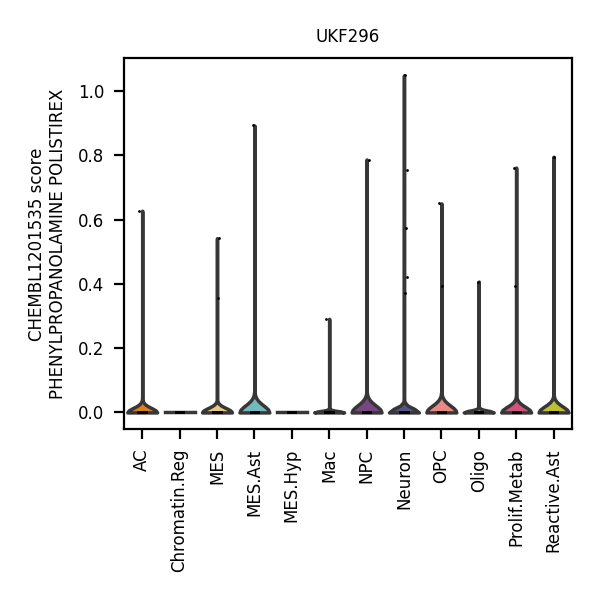 UKF296
CHEMBL1201535 score
PHENYLPROPANOLAMINE POLISTIREX
1.0
0.8
0.6
0.4
0.2
0.0
AC
Chromatin.Reg
MES
MES.Ast
MES.Hyp
Mac
NPC
Neuron
OPC
Oligo
Prolif.Metab
Reactive.Ast